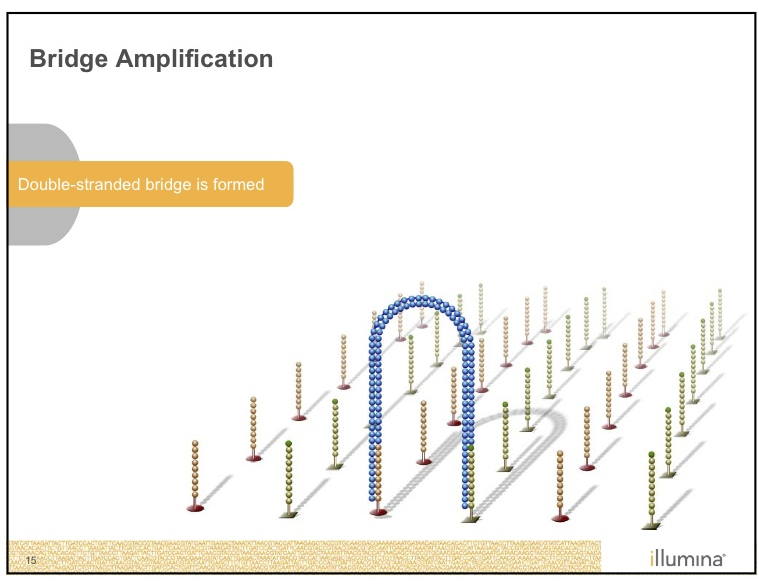 Bridge Amplification
Double-stranded bridge is formed
15
illumina®